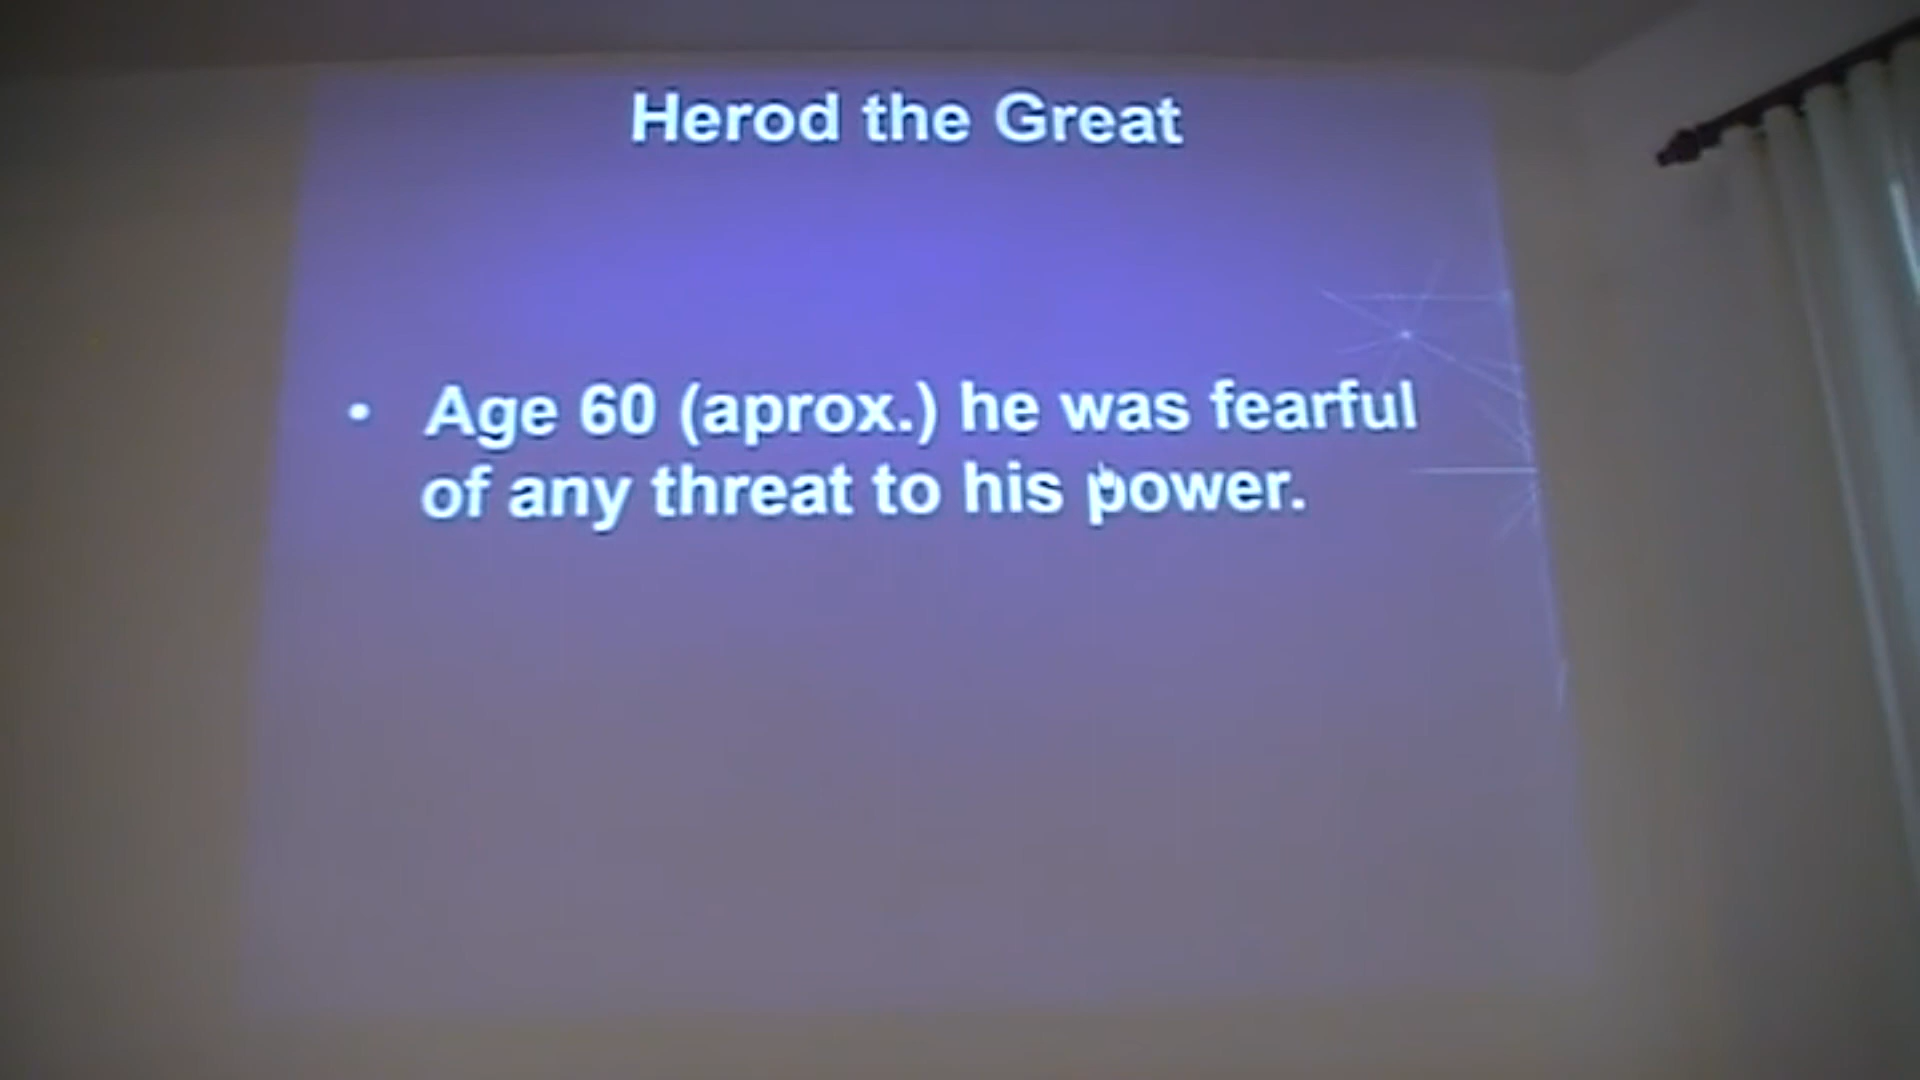 Herod the Great
• Age 60 (aprox.) he was fearful
of any threat to his power.